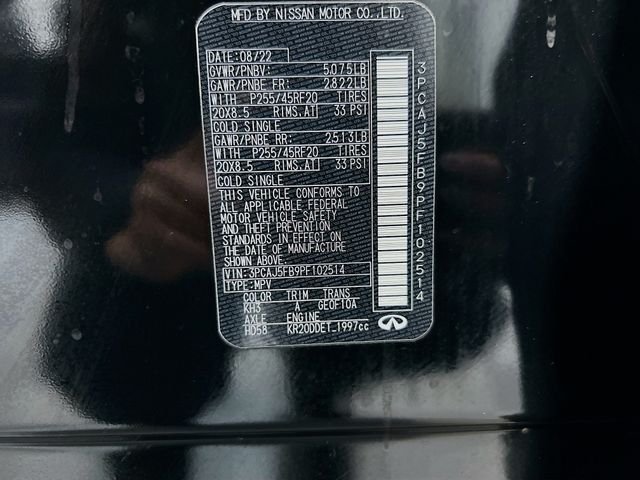 MFD BY NISSAN MOTOR CO.,LTD.
DATE: 08/22
GVWR/PNBV: 5075LB
GAWR/PNBE FR: 2822LB
WITH P255/45RF20 TIRES
20X8.5 RIMS.AT 33 PSI
COLD SINGLE
GAWR/PNBE RR: 2513LB
WITH P255/45RF20 TIRES
20X8.5 RIMS.AT 33 PSI
COLD SINGLE
THIS VEHICLE CONFORMS TO
ALL APPLICABLE FEDERAL
MOTOR VEHICLE SAFETY
AND THEFT PREVENTION
STANDARDS IN EFFECT ON
THE DATE OF MANUFACTURE
SHOWN ABOVE
VIN: 3PCAJ5FB9PF102514
TYPE: MPV
COLOR TRIM TRANS
KH3 A GE0F10A
AXLE ENGINE
HD58 KR20DDET 1997cc
3PCAJ5FB9PF102514